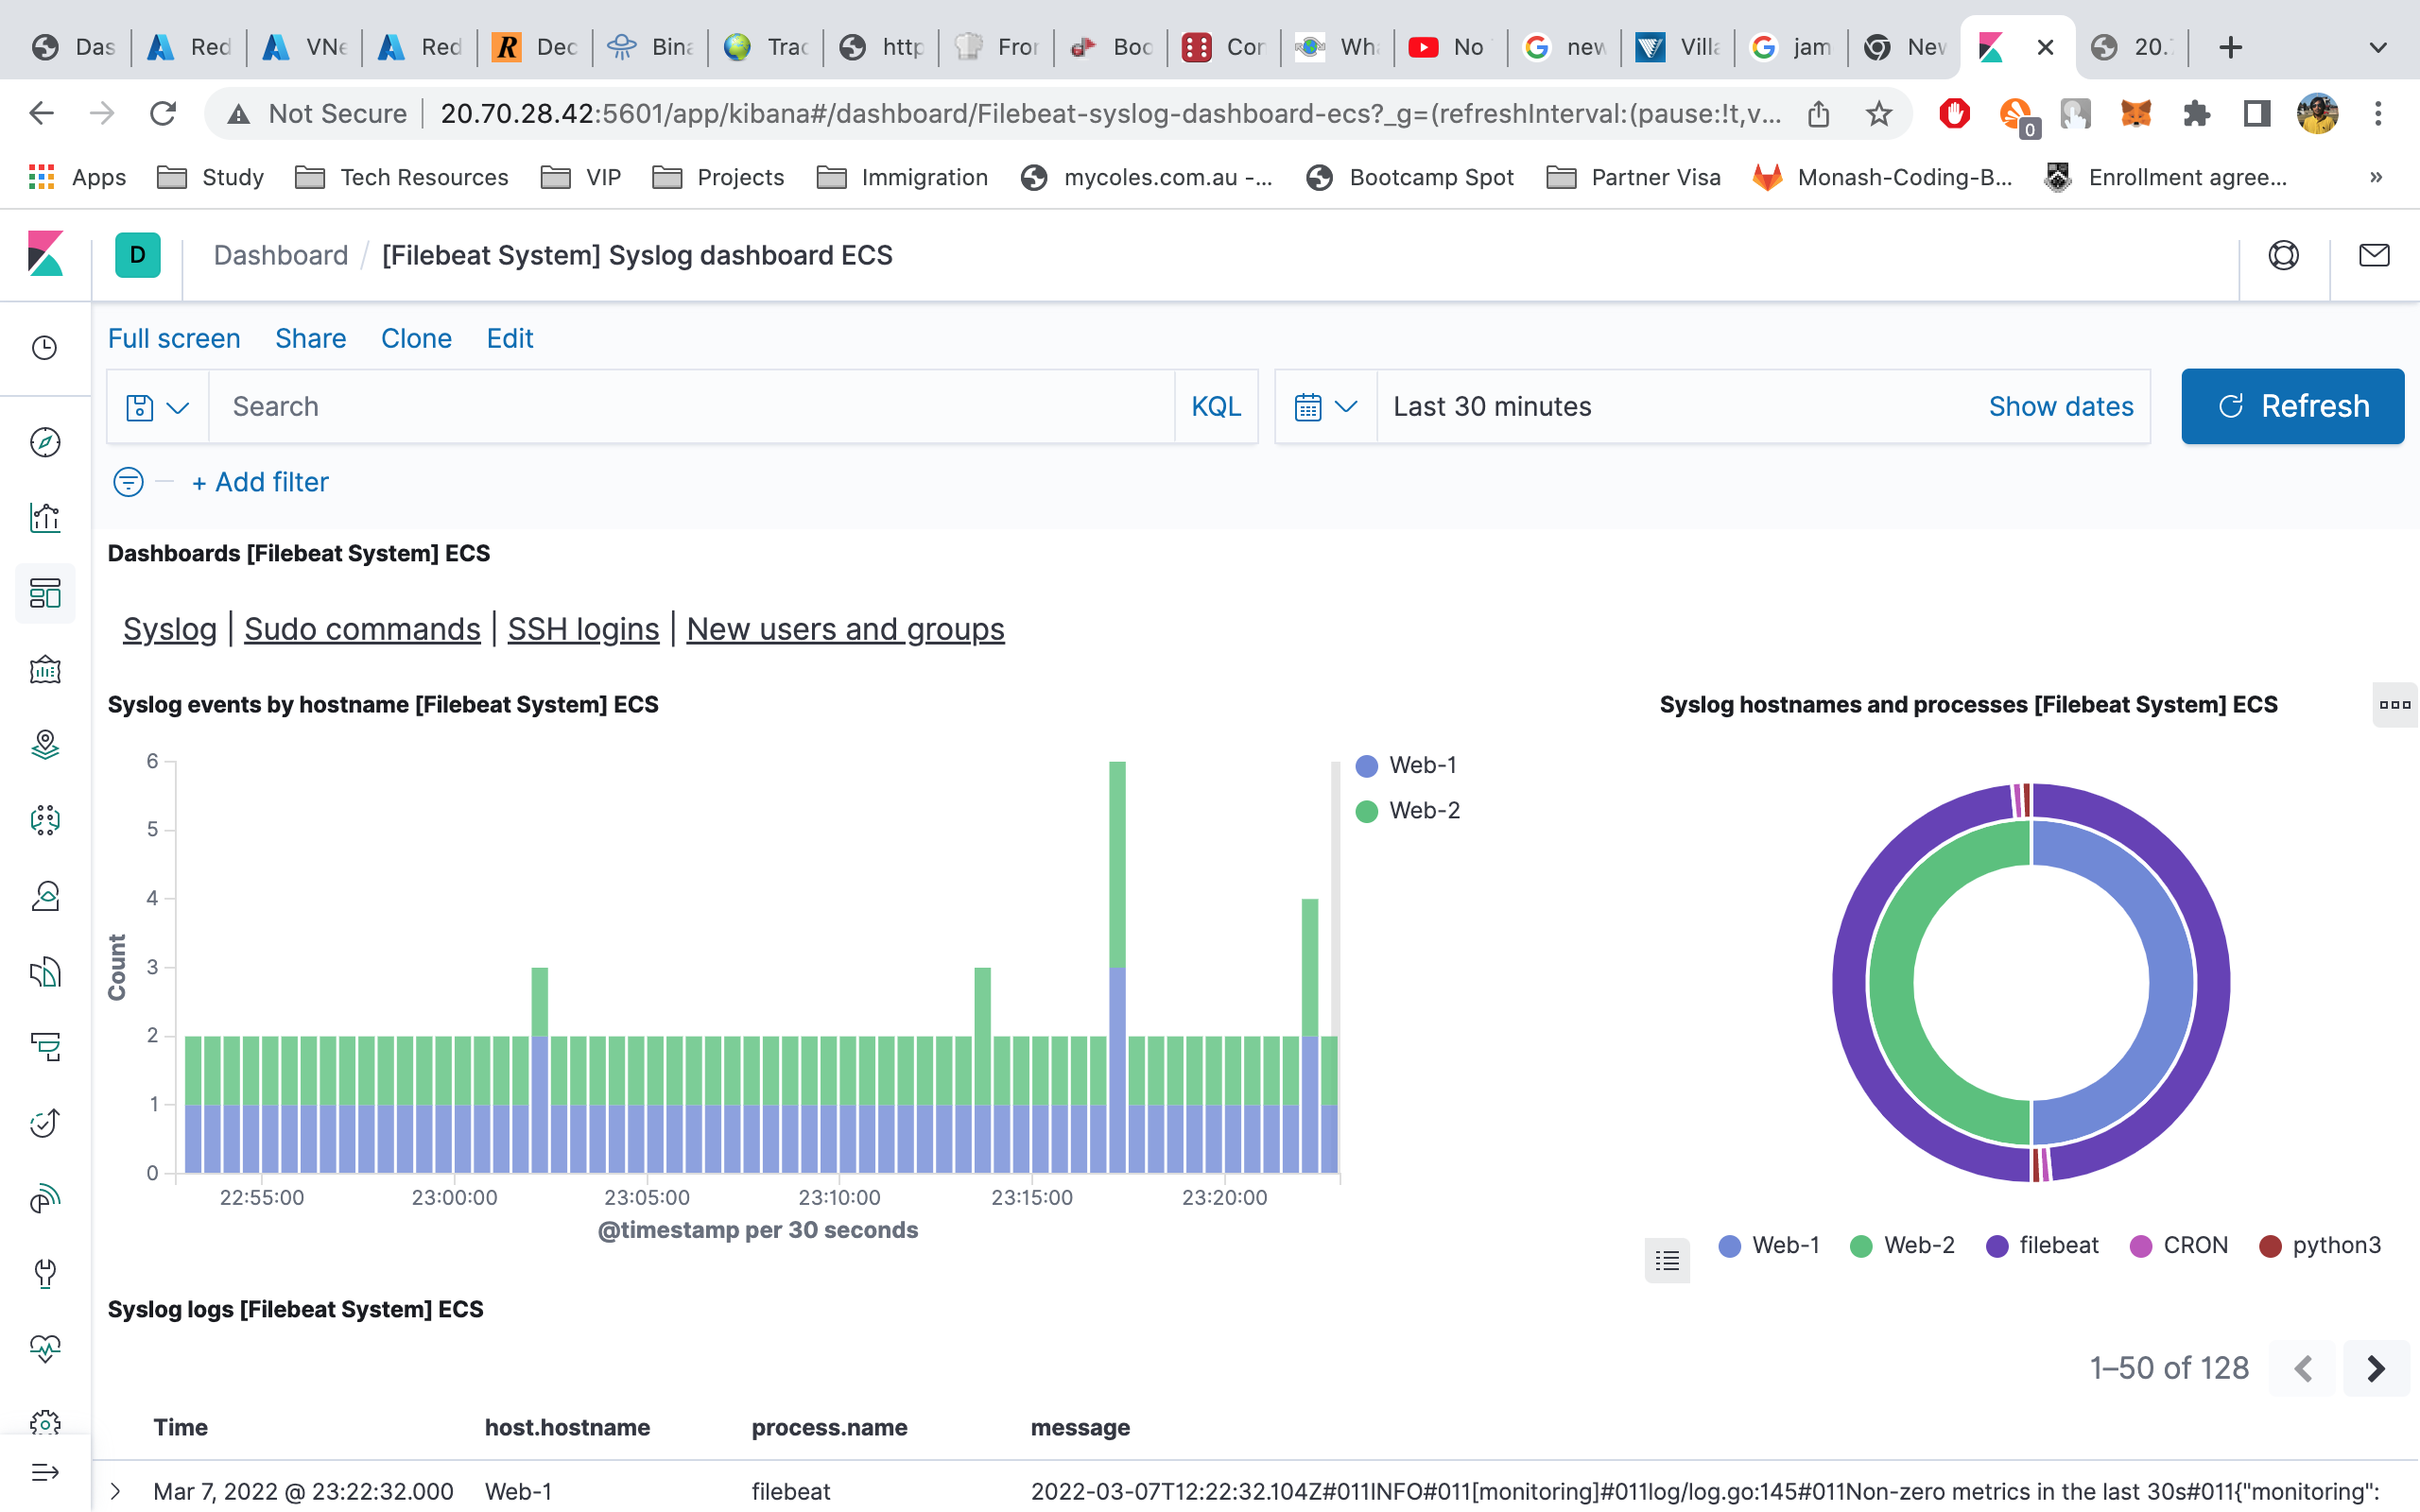 Das Red VNe Red Dec Bina Trac http Fror Boo Cor Wha No new Villa jam New 20.
Not Secure 20.70.28.42:5601/app/kibana#/dashboard/Filebeat-syslog-dashboard-ecs?_g=(refreshInterval:(pause:!t,v... 0
Apps Study Tech Resources VIP Projects Immigration mycoles.com.au -... Bootcamp Spot Partner Visa Monash-Coding-B... Enrollment agree... »
D Dashboard / [Filebeat System] Syslog dashboard ECS
Full screen Share Clone Edit
Search KQL Last 30 minutes Show dates Refresh
+ Add filter
Dashboards [Filebeat System] ECS
Syslog | Sudo commands | SSH logins | New users and groups
Syslog events by hostname [Filebeat System] ECS
6
5
4
3
2
1
0
Count
22:55:00 23:00:00 23:05:00 23:10:00 23:15:00 23:20:00
@timestamp per 30 seconds
Web-1
Web-2
Syslog hostnames and processes [Filebeat System] ECS
Web-1 Web-2 filebeat CRON python3
Syslog logs [Filebeat System] ECS
1–50 of 128
Time host.hostname process.name message
Mar 7, 2022 @ 23:22:32.000 Web-1 filebeat 2022-03-07T12:22:32.104Z#011INFO#011[monitoring]#011log/log.go:145#011Non-zero metrics in the last 30s#011{"monitoring":